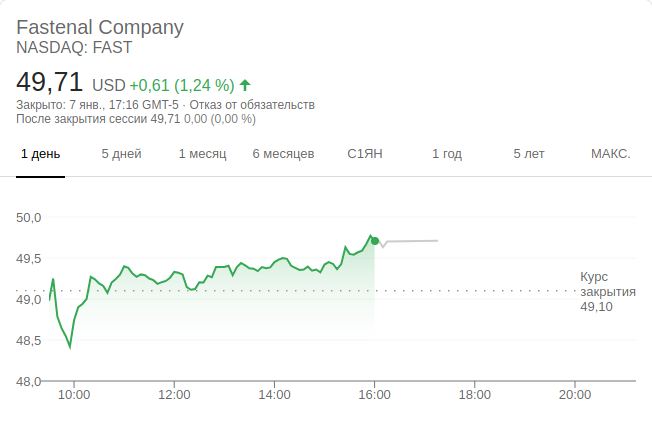 Fastenal Company
NASDAQ: FAST
49,71 USD +0,61 (1,24 %)
Закрыто: 7 янв., 17:16 GMT-5 · Отказ от обязательств
После закрытия сессии 49,71 0,00 (0,00 %)
1 день 5 дней 1 месяц 6 месяцев С1ЯН 1 год 5 лет МАКС.
50,0
49,5
49,0
48,5
48,0
Курс
закрытия
49,10
10:00 12:00 14:00 16:00 18:00 20:00